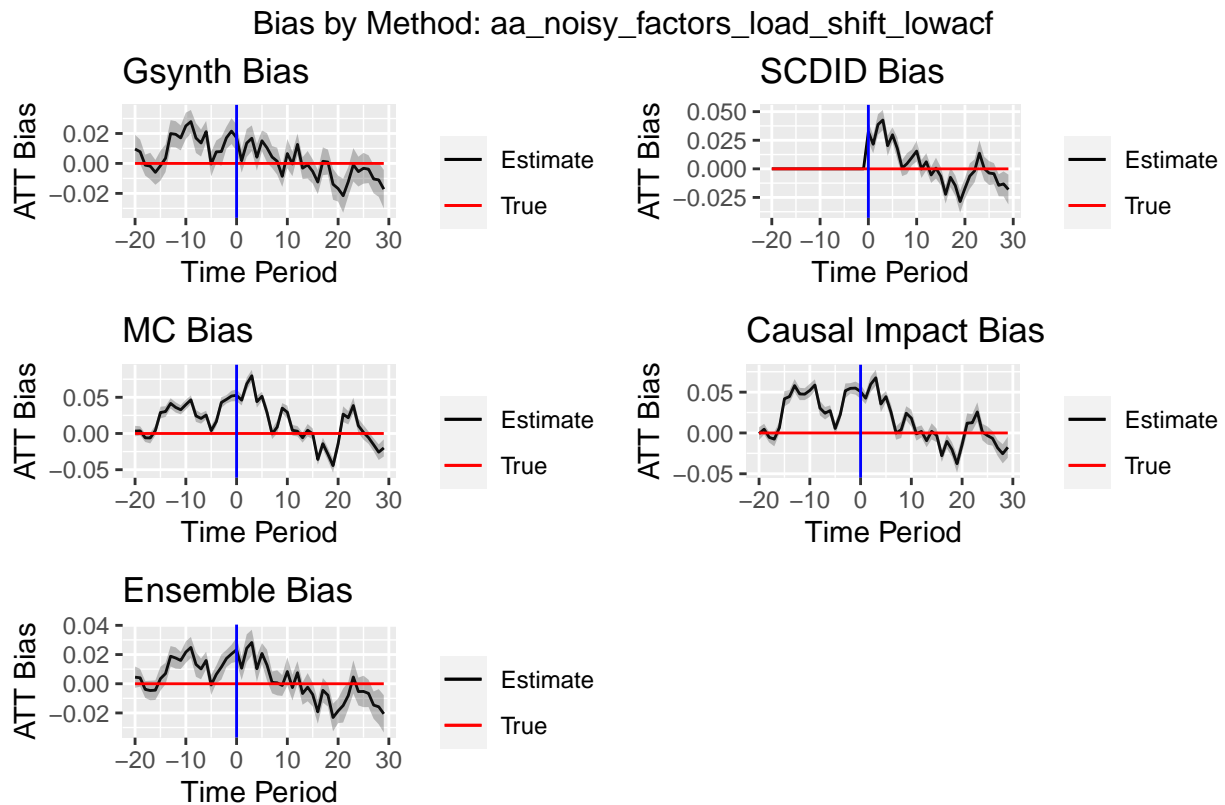 Bias by Method: aa_noisy_factors_load_shift_lowacf
Gsynth Bias
ATT Bias
0.02
0.00
−0.02
−20 −10 0 10 20 30
Time Period
Estimate
True
SCDID Bias
ATT Bias
0.050
0.025
0.000
−0.025
−20 −10 0 10 20 30
Time Period
Estimate
True
MC Bias
ATT Bias
0.05
0.00
−0.05
−20 −10 0 10 20 30
Time Period
Estimate
True
Causal Impact Bias
ATT Bias
0.05
0.00
−0.05
−20 −10 0 10 20 30
Time Period
Estimate
True
Ensemble Bias
ATT Bias
0.04
0.02
0.00
−0.02
−20 −10 0 10 20 30
Time Period
Estimate
True